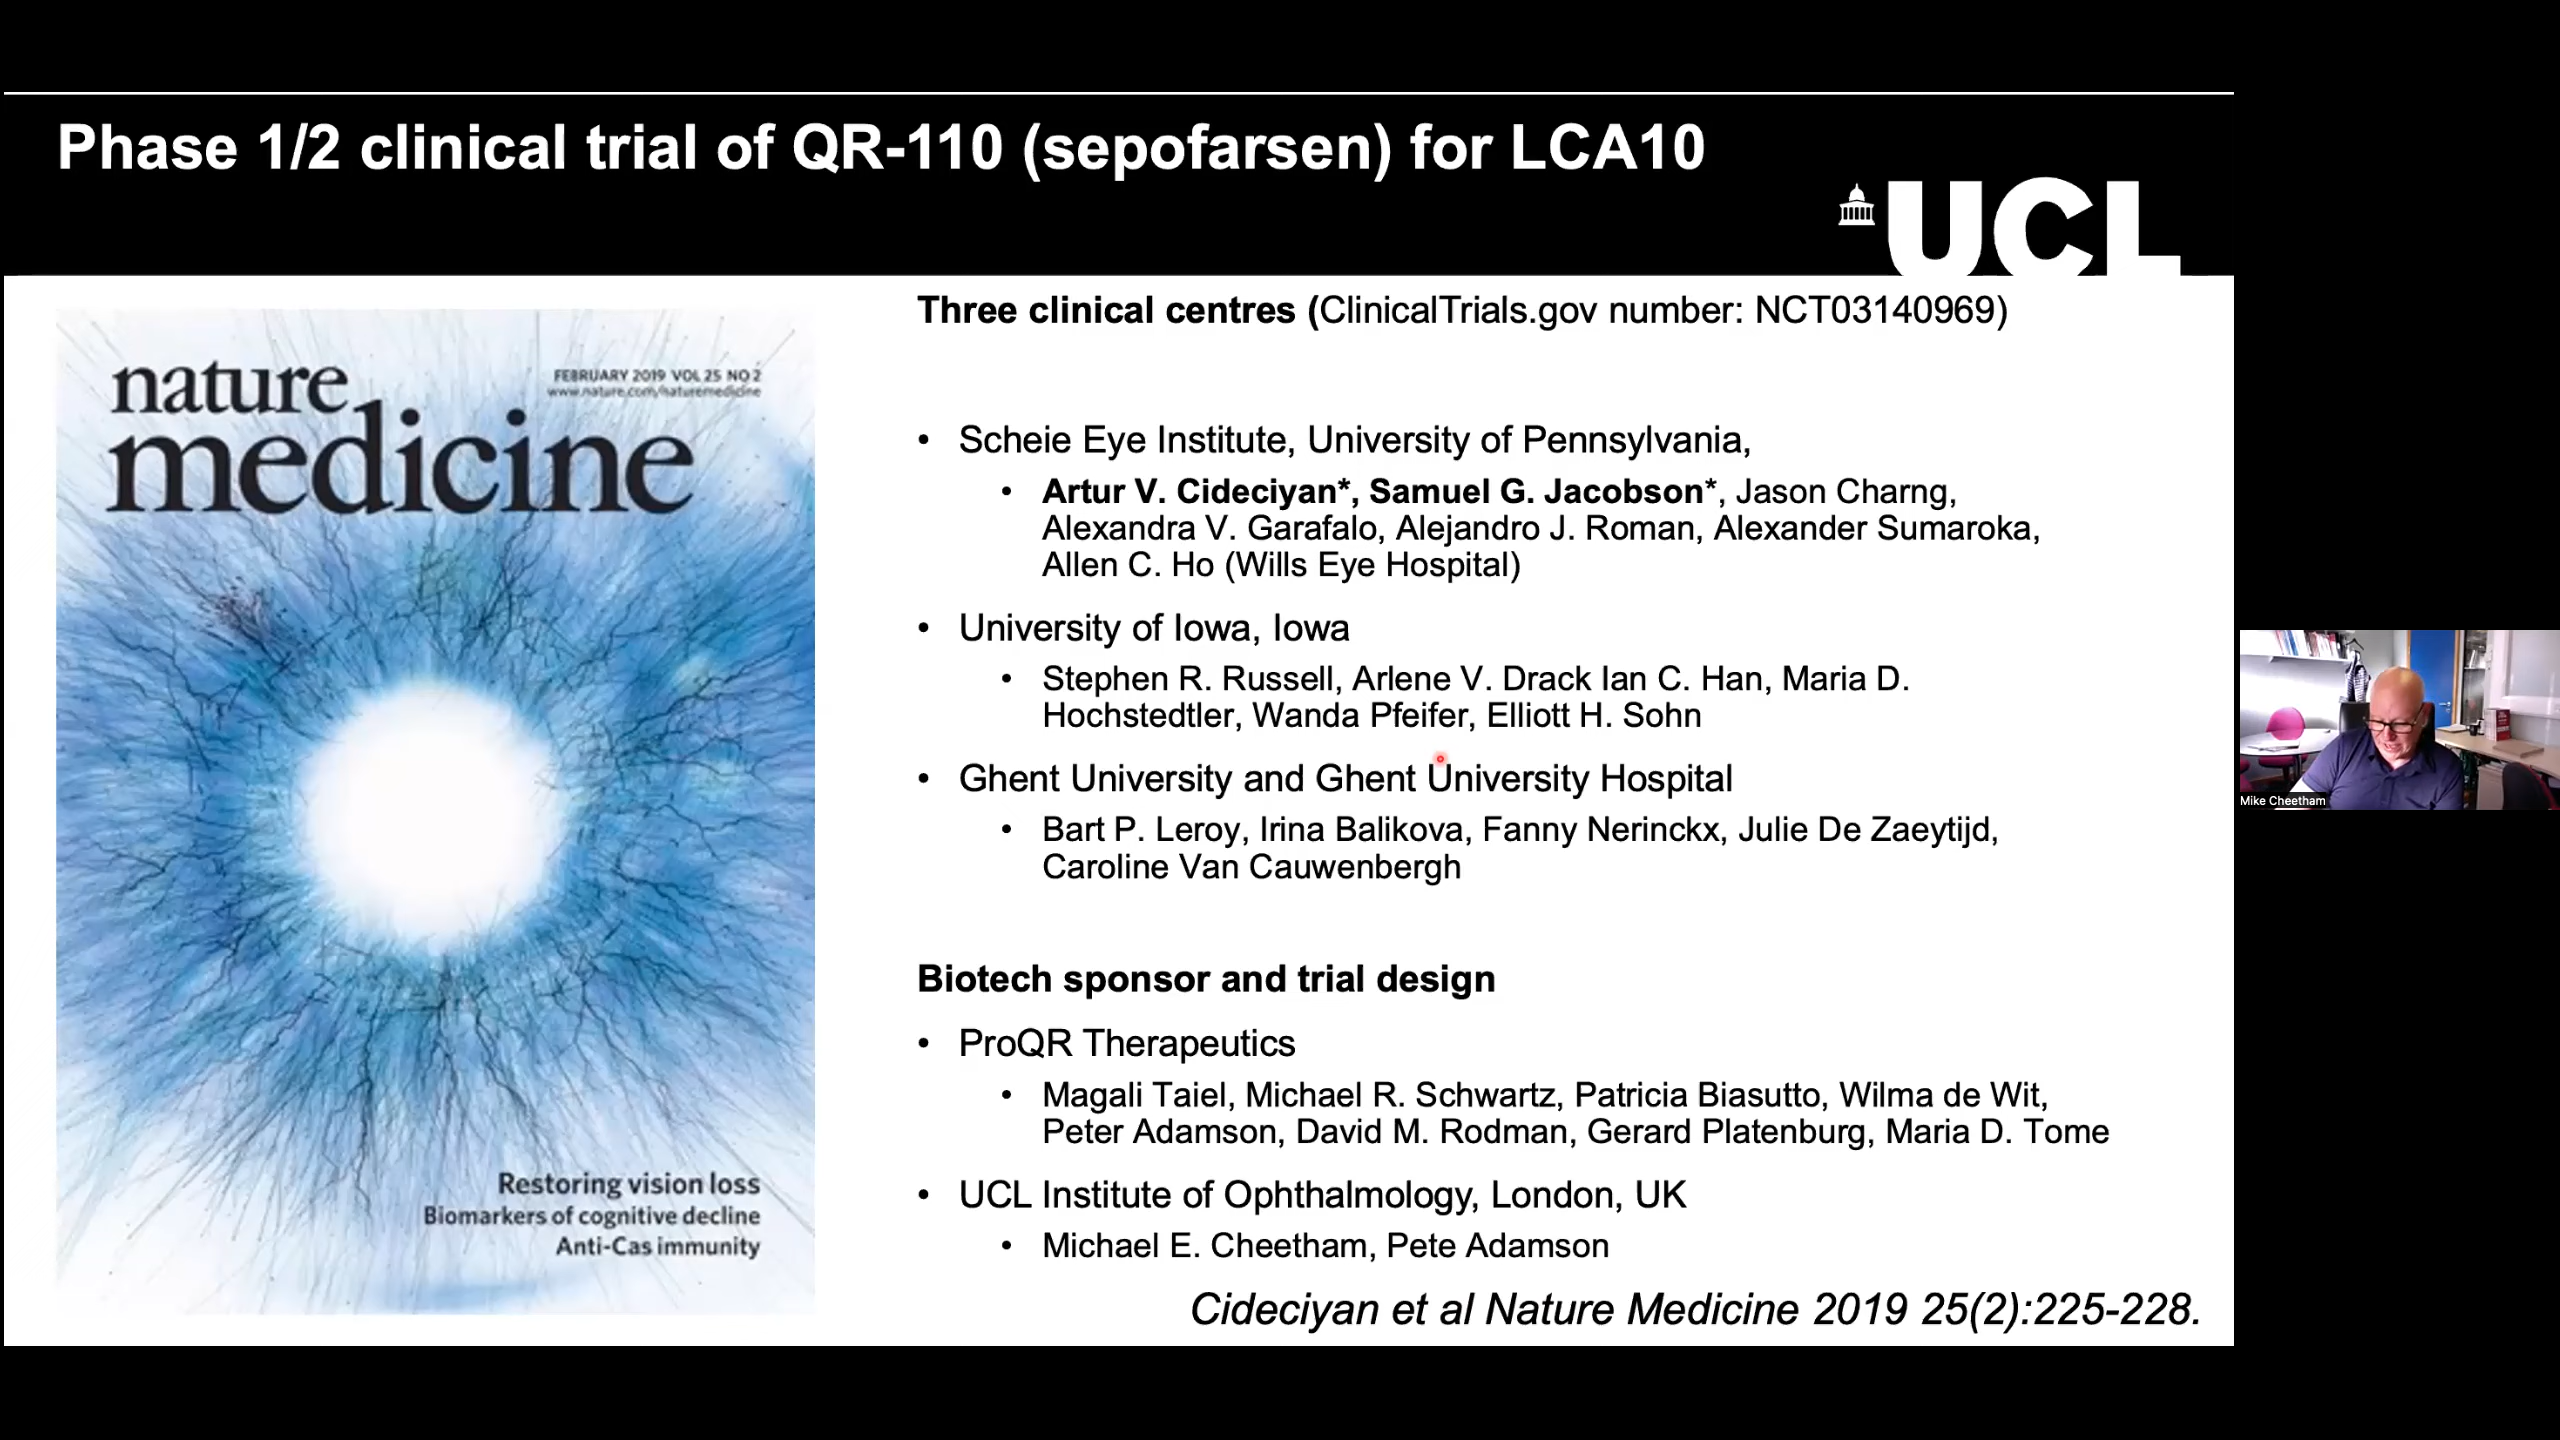 Phase 1/2 clinical trial of QR-110 (sepofarsen) for LCA10
UCL
nature
medicine
FEBRUARY 2019 VOL 25 NO 2
www.nature.com/naturemedicine
Restoring vision loss
Biomarkers of cognitive decline
Anti-Cas immunity
Three clinical centres (ClinicalTrials.gov number: NCT03140969)
• Scheie Eye Institute, University of Pennsylvania,
• Artur V. Cideciyan*, Samuel G. Jacobson*, Jason Charng,
Alexandra V. Garafalo, Alejandro J. Roman, Alexander Sumaroka,
Allen C. Ho (Wills Eye Hospital)
• University of Iowa, Iowa
• Stephen R. Russell, Arlene V. Drack Ian C. Han, Maria D.
Hochstedtler, Wanda Pfeifer, Elliott H. Sohn
• Ghent University and Ghent University Hospital
• Bart P. Leroy, Irina Balikova, Fanny Nerinckx, Julie De Zaeytijd,
Caroline Van Cauwenbergh
Biotech sponsor and trial design
• ProQR Therapeutics
• Magali Taiel, Michael R. Schwartz, Patricia Biasutto, Wilma de Wit,
Peter Adamson, David M. Rodman, Gerard Platenburg, Maria D. Tome
• UCL Institute of Ophthalmology, London, UK
• Michael E. Cheetham, Pete Adamson
Cideciyan et al Nature Medicine 2019 25(2):225-228.
Mike Cheetham